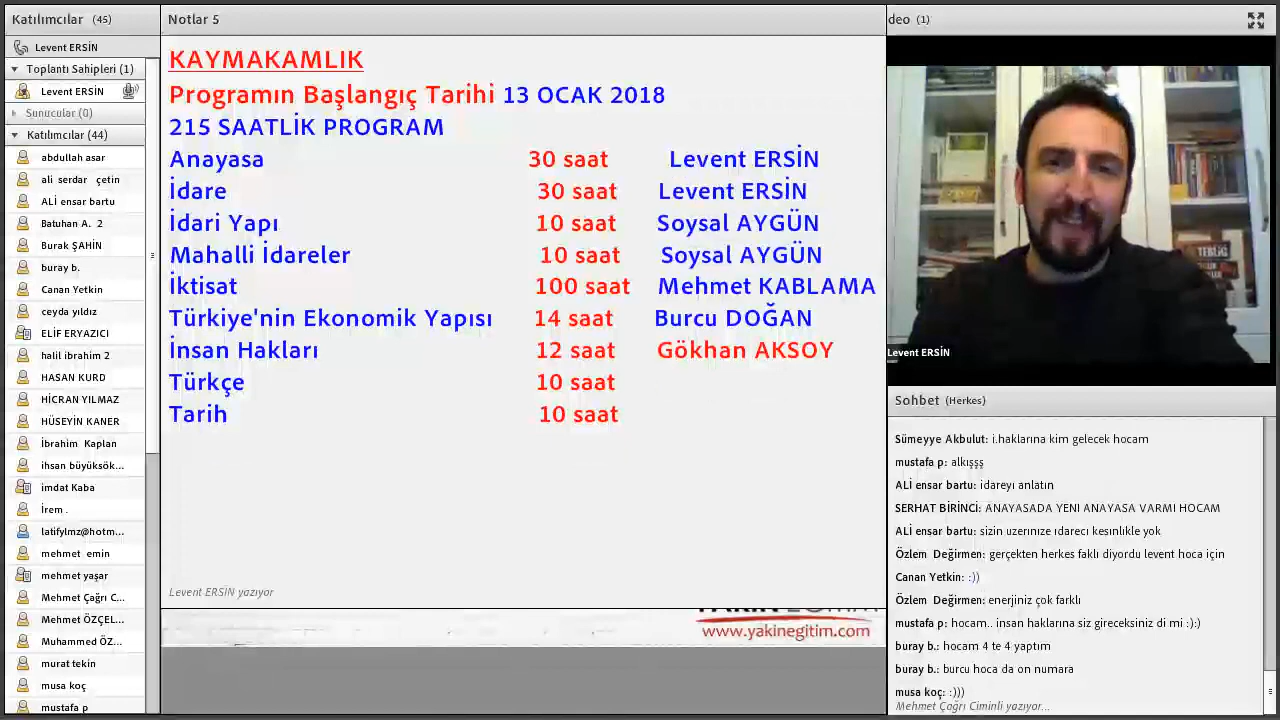 Katılımcılar (45)
Levent ERSİN
Toplantı Sahipleri (1)
Levent ERSİN
Sunucular (0)
Katılımcılar (44)
abdullah asar
ali serdar çetin
ALİ ensar bartu
Batuhan A. 2
Burak ŞAHİN
buray b.
Canan Yetkin
ceyda yıldız
ELİF ERYAZICI
halil ibrahim 2
HASAN KURD
HİCRAN YILMAZ
HÜSEYİN KANER
İbrahim Kaplan
ihsan büyüksök...
imdat Kaba
İrem .
latifylmz@hotm...
mehmet emin
mehmet yaşar
Mehmet Çağrı C...
Mehmet ÖZÇEL...
Muhammed ÖZ...
murat tekin
musa koç
mustafa p
Notlar 5
KAYMAKAMLIK
Programın Başlangıç Tarihi 13 OCAK 2018
215 SAATLİK PROGRAM
Anayasa 30 saat Levent ERSİN
İdare 30 saat Levent ERSİN
İdari Yapı 10 saat Soysal AYGÜN
Mahalli İdareler 10 saat Soysal AYGÜN
İktisat 100 saat Mehmet KABLAMA
Türkiye'nin Ekonomik Yapısı 14 saat Burcu DOĞAN
İnsan Hakları 12 saat Gökhan AKSOY
Türkçe 10 saat
Tarih 10 saat
Levent ERSİN yazıyor
www.yakinegitim.com
deo (1)
TEBLİĞ
Levent ERSİN
Sohbet (Herkes)
Sümeyye Akbulut: i.haklarına kim gelecek hocam
mustafa p: alkışşş
ALİ ensar bartu: idareyı anlatın
SERHAT BİRİNCİ: ANAYASADA YENI ANAYASA VARMI HOCAM
ALİ ensar bartu: sizin uzerınıze ıdarecı kesınlıkle yok
Özlem Değirmen: gerçekten herkes faklı diyordu levent hoca için
Canan Yetkin: :))
Özlem Değirmen: enerjiniz çok farklı
mustafa p: hocam.. insan haklarına siz gireceksiniz di mi :):)
buray b.: hocam 4 te 4 yaptım
buray b.: burcu hoca da on numara
musa koç: :)))
Mehmet Çağrı Ciminli yazıyor...